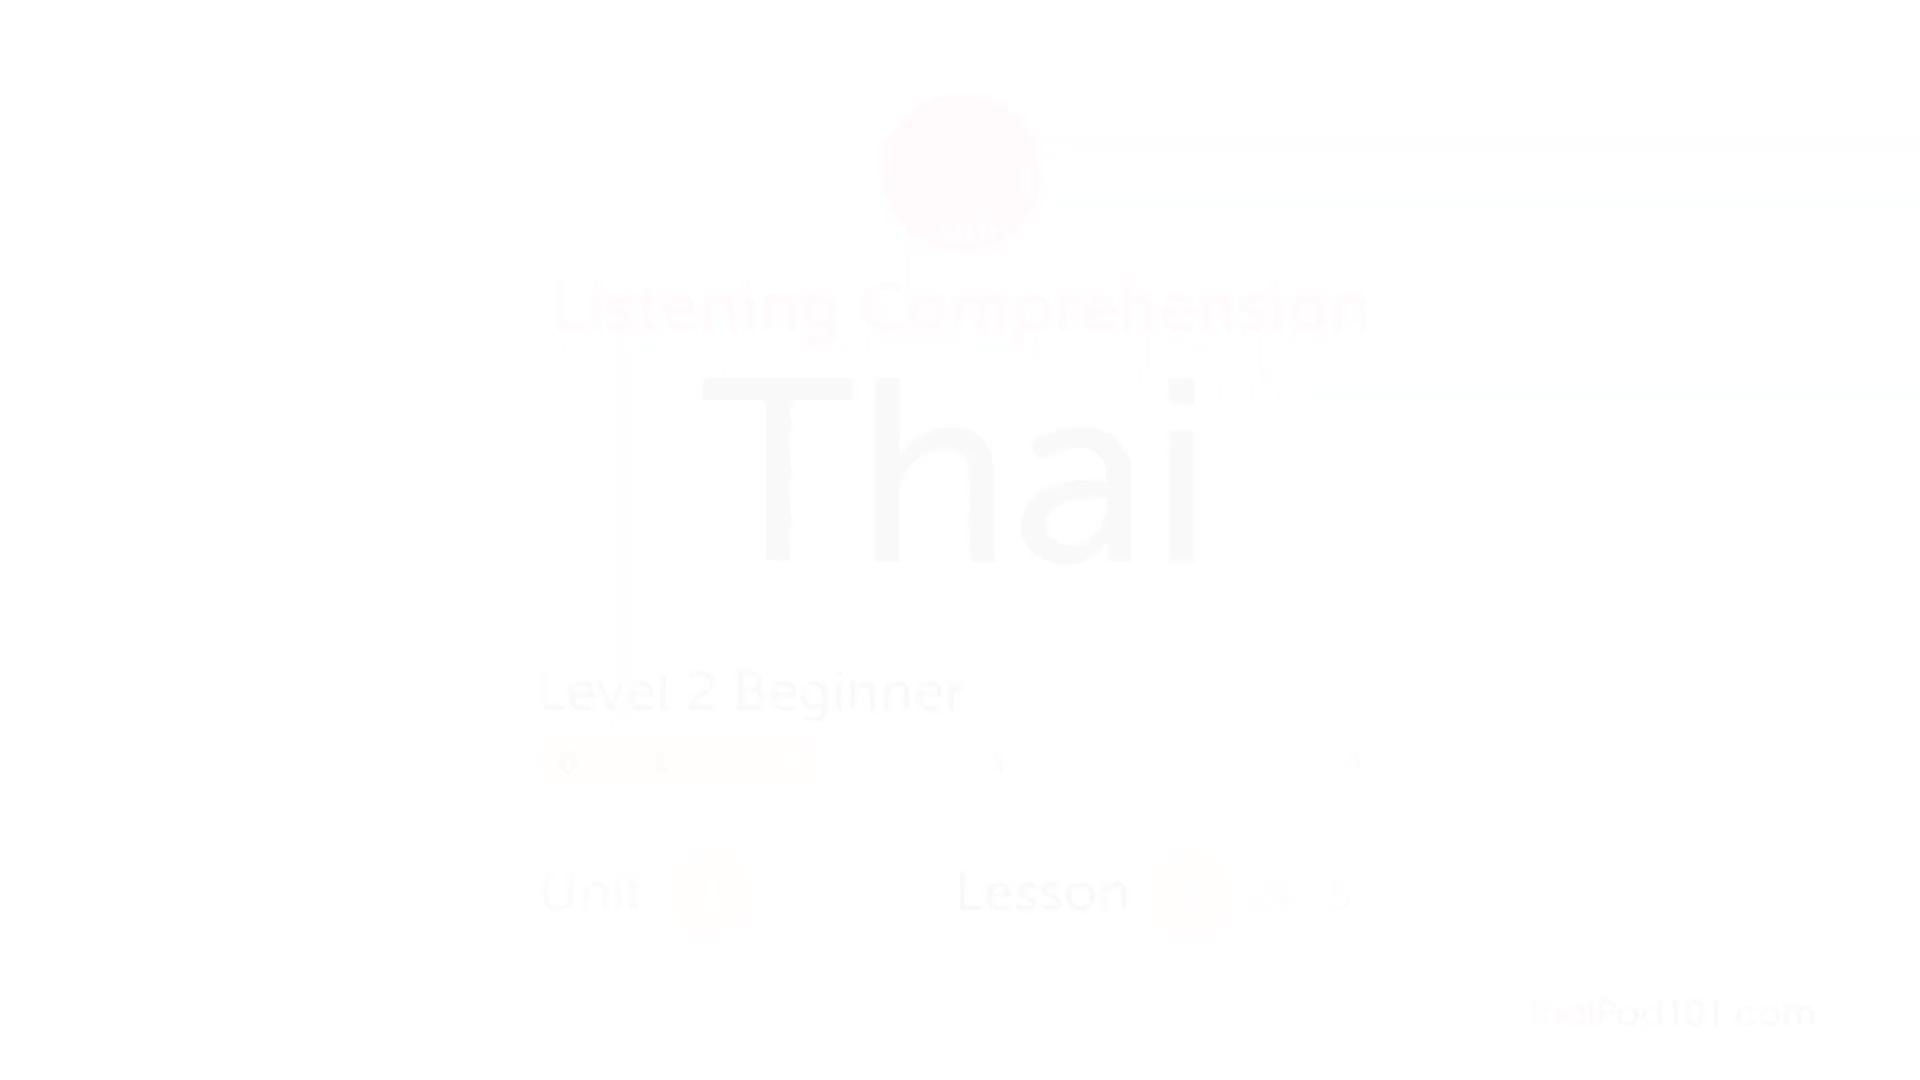 Listening Comprehension
Thai
Level 2 Beginner
Unit
Lesson
ThaiPod101.com